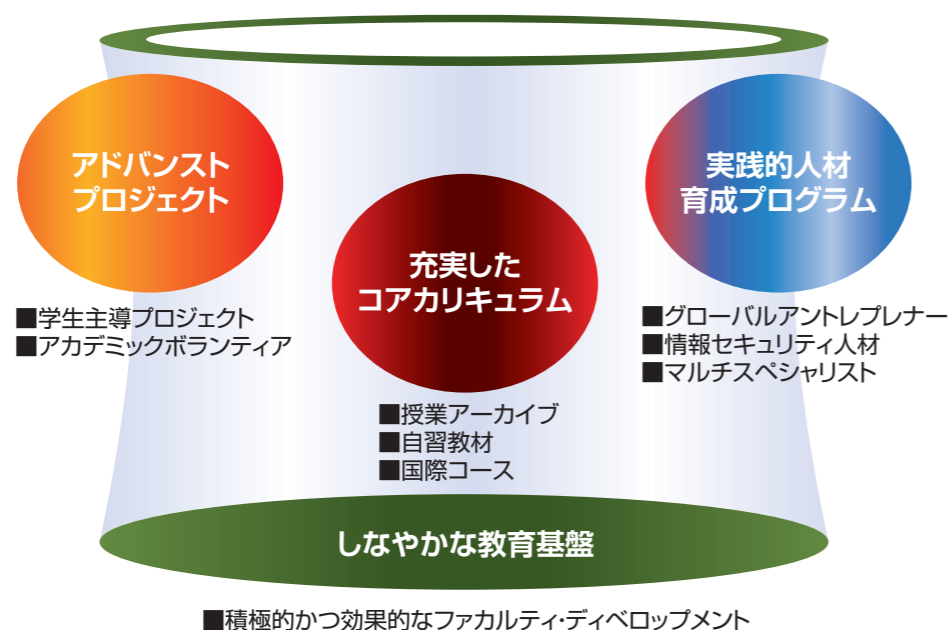 アドバンスト
プロジェクト
■学生主導プロジェクト
■アカデミックボランティア
充実した
コアカリキュラム
■授業アーカイブ
■自習教材
■国際コース
実践的人材
育成プログラム
■グローバルアントレプレナー
■情報セキュリティ人材
■マルチスペシャリスト
しなやかな教育基盤
■積極的かつ効果的なファカルティ・ディベロップメント